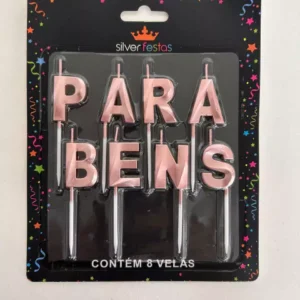 silver festas
PARA
BENS
CONTÉM 8 VELAS